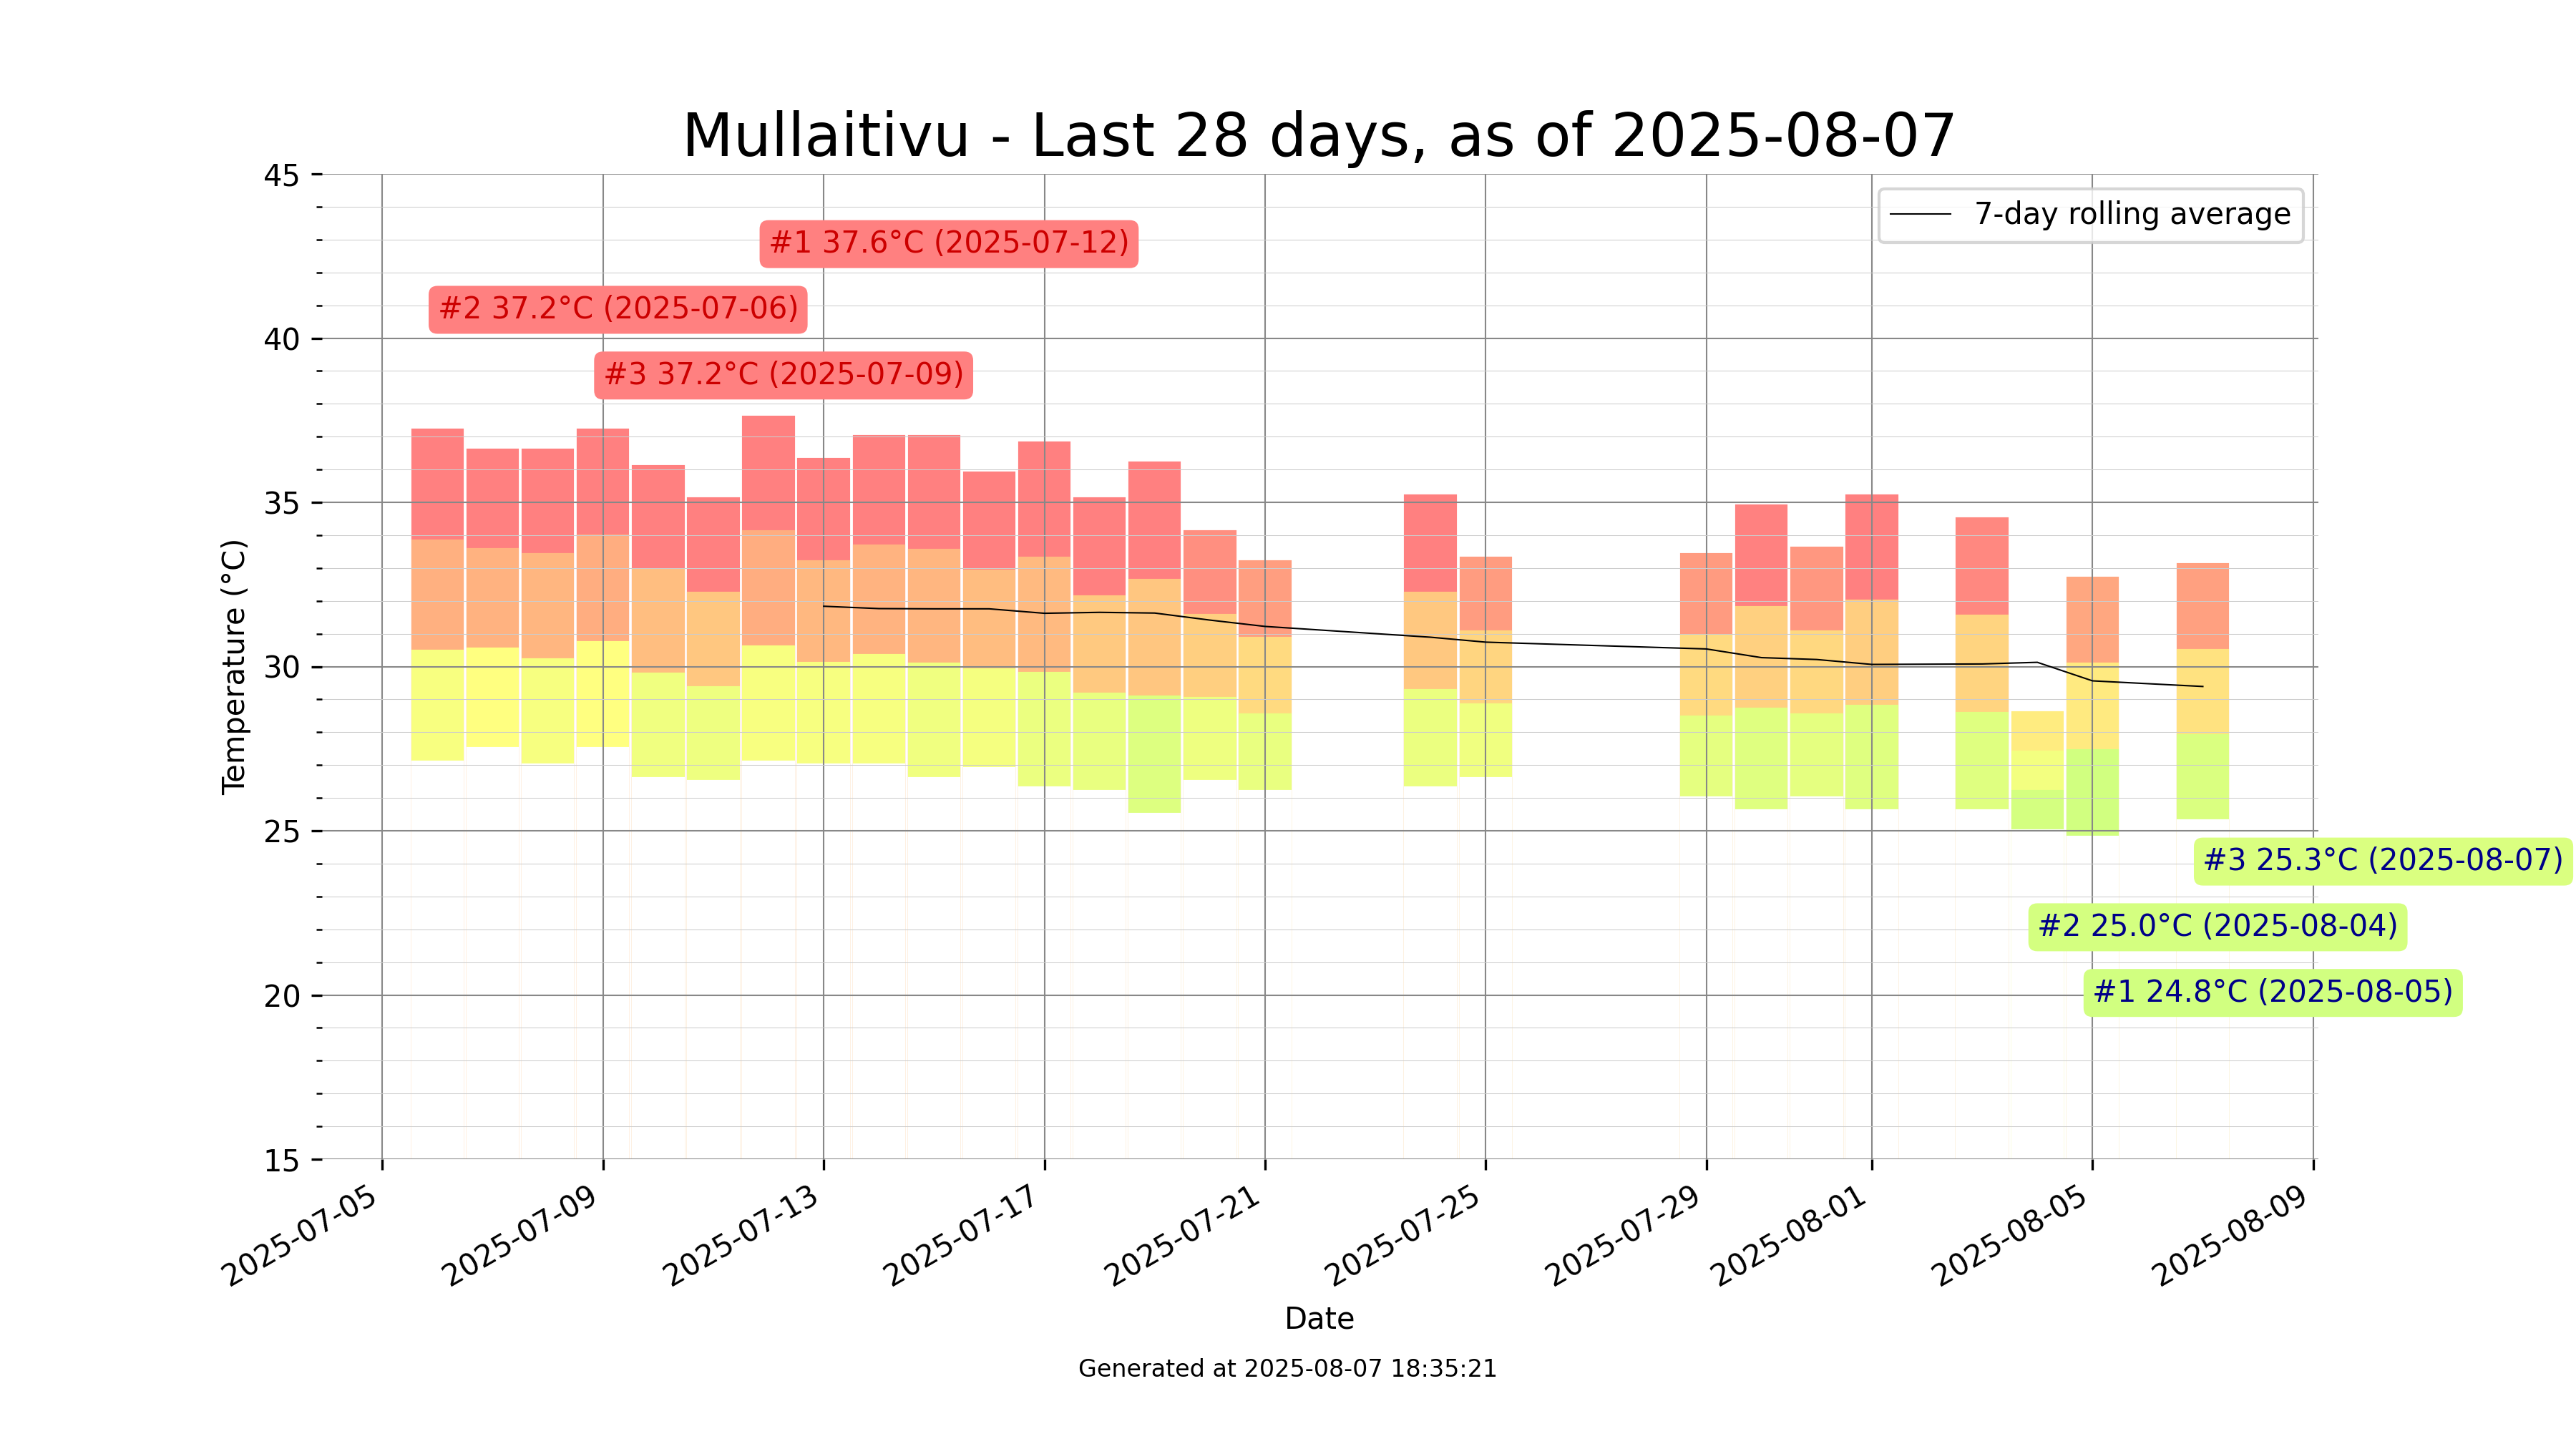 Mullaitivu - Last 28 days, as of 2025-08-07
7-day rolling average
#1 37.6°C (2025-07-12)
#2 37.2°C (2025-07-06)
#3 37.2°C (2025-07-09)
#3 25.3°C (2025-08-07)
#2 25.0°C (2025-08-04)
#1 24.8°C (2025-08-05)
Temperature (°C)
45
40
35
30
25
20
15
2025-07-05
2025-07-09
2025-07-13
2025-07-17
2025-07-21
2025-07-25
2025-07-29
2025-08-01
2025-08-05
2025-08-09
Date
Generated at 2025-08-07 18:35:21